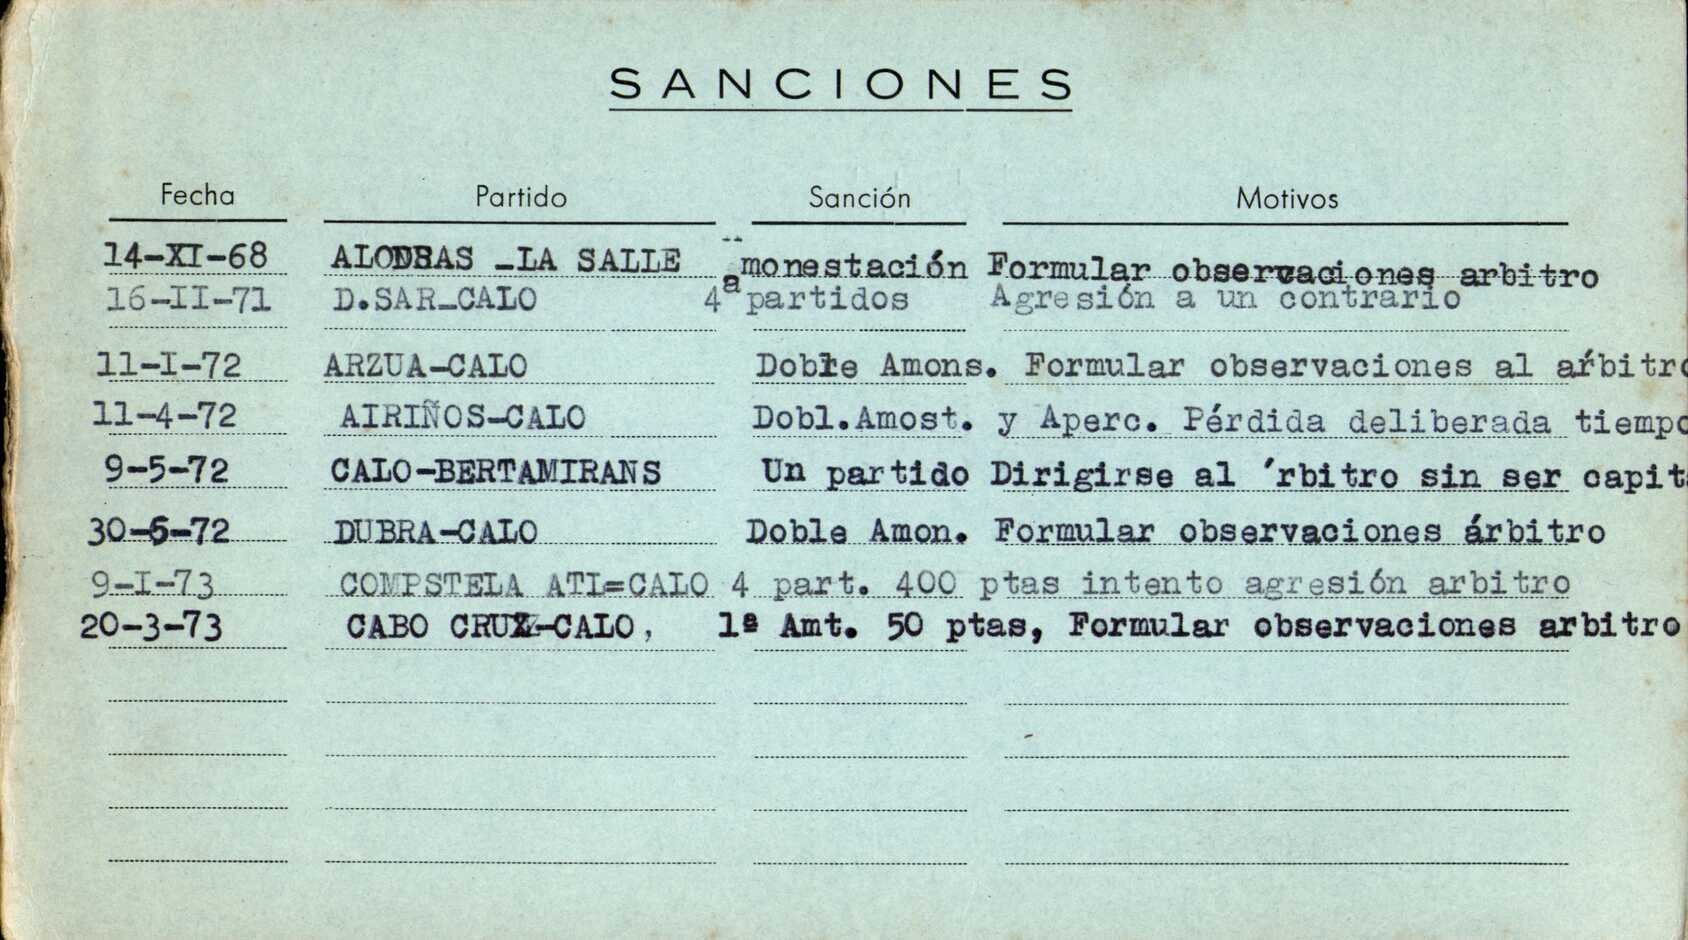 SANCIONES
Fecha Partido Sanción Motivos
14-XI-68 _LA SALLE amonestación Formular observaciones arbitro
16-II-71 D.SAR_CALO 4 partidos Agresión a un contrario
11-I-72 ARZUA-CALO Doble Amons. Formular observaciones al árbitro
11-4-72 AIRIÑOS-CALO Dobl.Amost. y Aperc. Pérdida deliberada tiempo
9-5-72 CALO-BERTAMIRANS Un partido Dirigirse al ´rbitro sin ser capit
30-5-72 DUBRA-CALO Doble Amon. Formular observaciones árbitro
9-I-73 COMPSTELA ATL=CALO 4 part. 400 ptas intento agresión arbitro
20-3-73 CABO CRUZ-CALO, 1ª Amt. 50 ptas, Formular observaciones arbitro